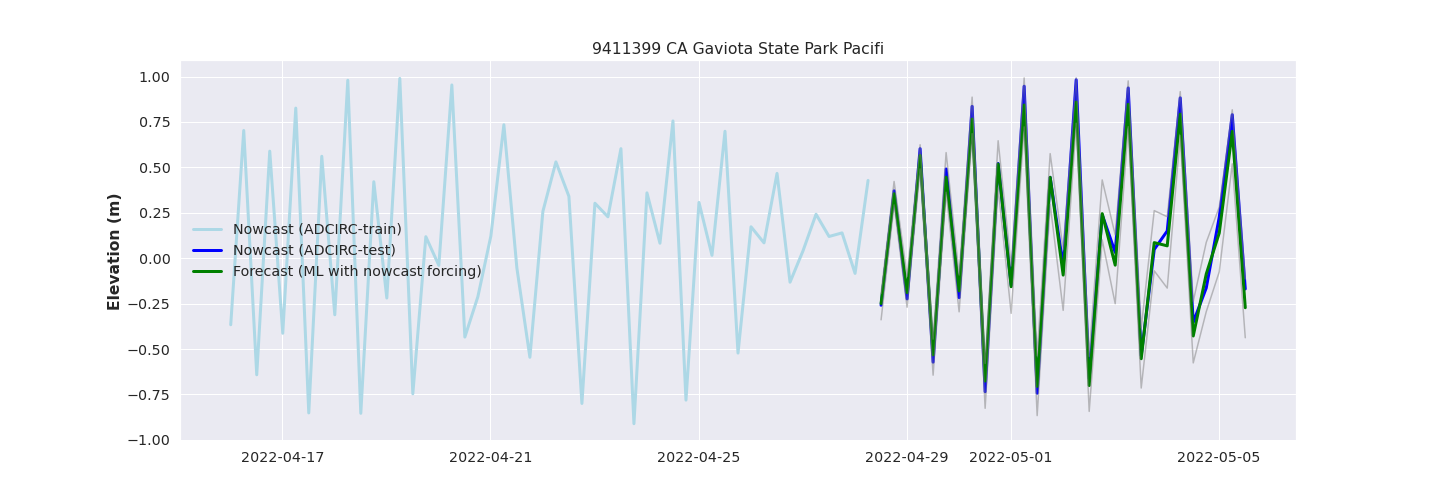 9411399 CA Gaviota State Park Pacifi
1.00
0.75
0.50
0.25
0.00
−0.25
−0.50
−0.75
−1.00
Elevation (m)
Nowcast (ADCIRC-train)
Nowcast (ADCIRC-test)
Forecast (ML with nowcast forcing)
2022-04-17 2022-04-21 2022-04-25 2022-04-29 2022-05-01 2022-05-05